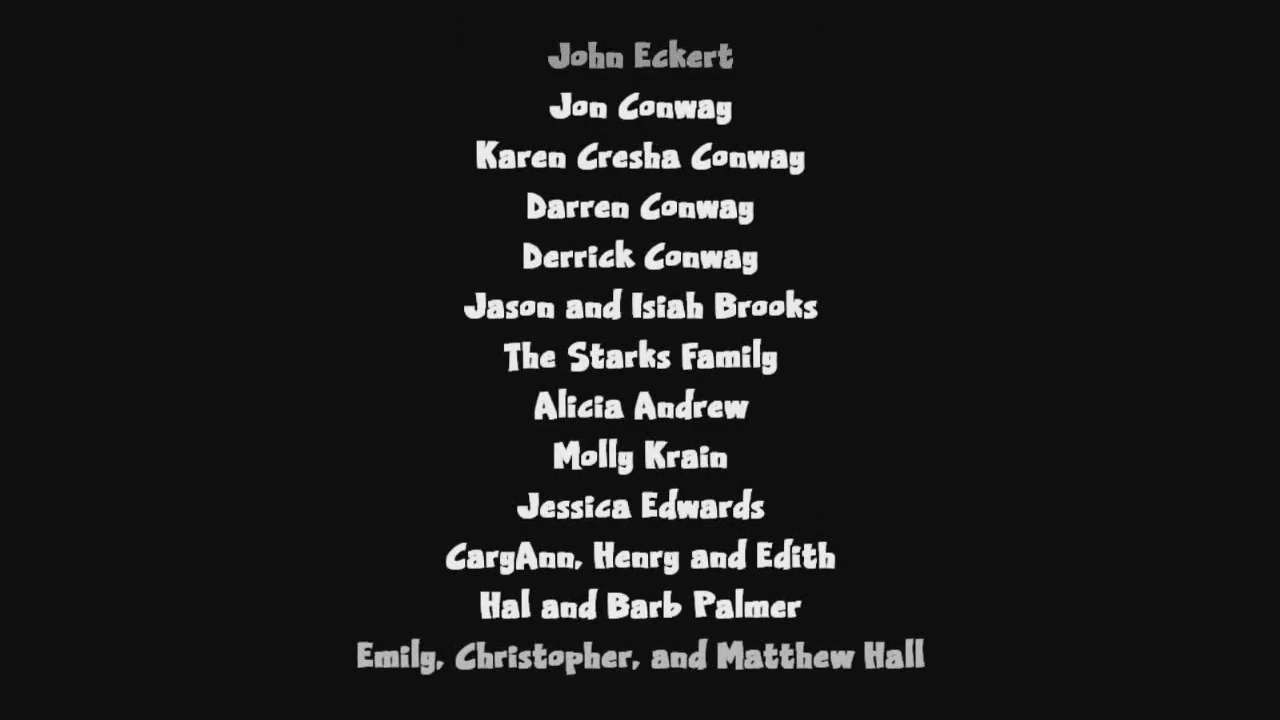 John Eckert
Jon Conway
Karen Cresha Conway
Darren Conway
Derrick Conway
Jason and Isiah Brooks
The Starks Family
Alicia Andrew
Molly Krain
Jessica Edwards
CaryAnn, Henry and Edith
Hal and Barb Palmer
Emily, Christopher, and Matthew Hall